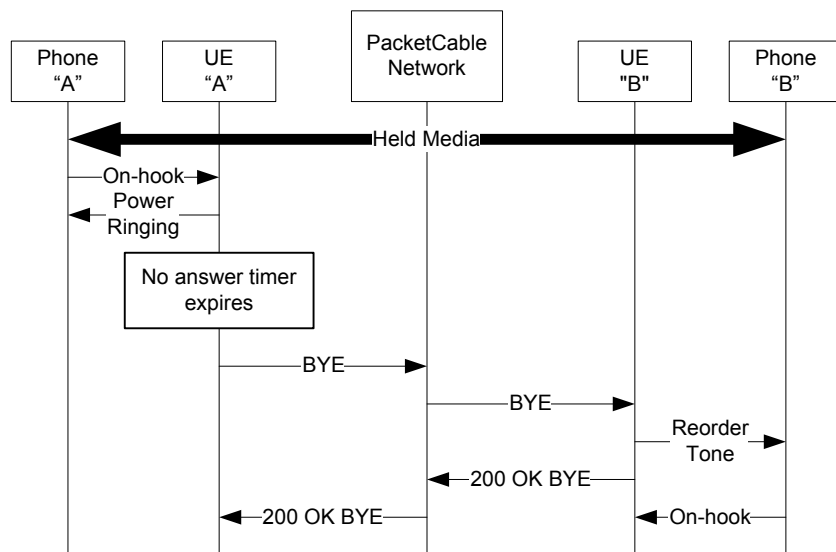 Phone
“A”
UE
“A”
PacketCable
Network
UE
"B"
Phone
“B”
Held Media
On-hook
Power
Ringing
No answer timer
expires
BYE
BYE
Reorder
Tone
200 OK BYE
200 OK BYE
On-hook